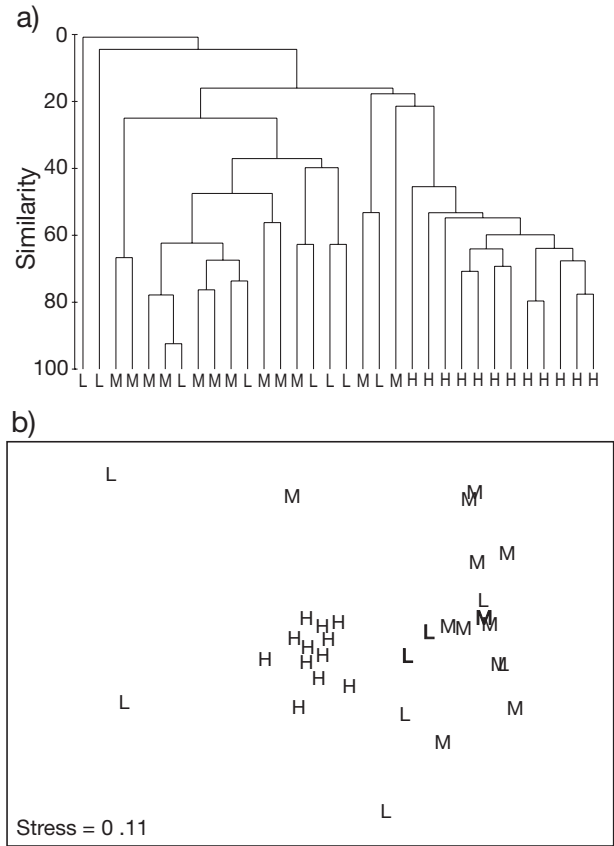 a)
0
20
40
60
80
100
Similarity
L L M M M M L M M M L M M M L L L M L M H H H H H H H H H H H H
b)
L
M M
M
M
M
L
H H H M
L M M M
H H
H H
H H L
H M L
H
H
L M
H L
M
L
Stress = 0 .11